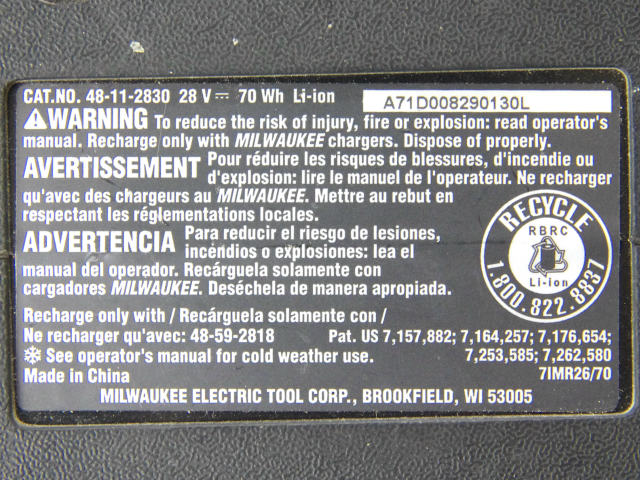 CAT.NO. 48-11-2830 28 V⎓ 70 Wh Li-ion A71D008290130L
⚠WARNING To reduce the risk of injury, fire or explosion: read operator's
manual. Recharge only with MILWAUKEE chargers. Dispose of properly.
AVERTISSEMENT Pour réduire les risques de blessures, d'incendie ou
d'explosion: lire le manuel de l'operateur. Ne recharger
qu'avec des chargeurs au MILWAUKEE. Mettre au rebut en
respectant les réglementations locales.
ADVERTENCIA Para reducir el riesgo de lesiones,
incendios o explosiones: lea el
manual del operador. Recárguela solamente con
cargadores MILWAUKEE. Deséchela de manera apropiada.
RECYCLE
RBRC
Li-ion
1.800.822.8837
Recharge only with / Recárguela solamente con /
Ne recharger qu'avec: 48-59-2818 Pat. US 7,157,882; 7,164,257; 7,176,654;
❄ See operator's manual for cold weather use. 7,253,585; 7,262,580
Made in China 7IMR26/70
MILWAUKEE ELECTRIC TOOL CORP., BROOKFIELD, WI 53005